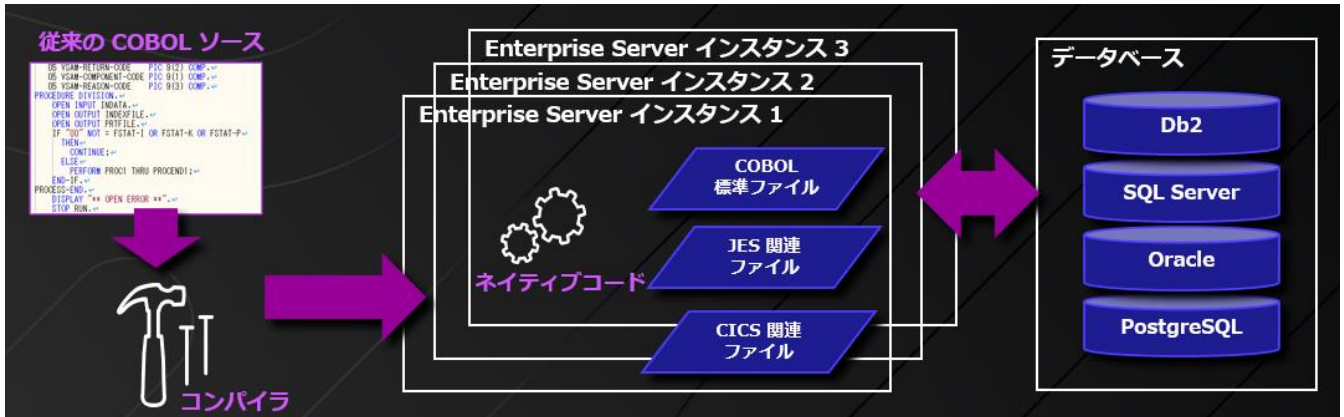 従来の COBOL ソース
05 VSAM-RETURN-CODE PIC 9(2) COMP.↵
05 VSAM-COMPONENT-CODE PIC 9(1) COMP.↵
05 VSAM-REASON-CODE PIC 9(3) COMP.↵
PROCEDURE DIVISION.↵
OPEN INPUT INDATA.↵
OPEN OUTPUT INDEXFILE.↵
OPEN OUTPUT PRTFILE.↵
IF "00" NOT = FSTAT-I OR FSTAT-K OR FSTAT-P↵
THEN↵
CONTINUE;↵
ELSE↵
PERFORM PROC1 THRU PROCEND1;↵
END-IF.↵
PROCESS-END.↵
DISPLAY "** OPEN ERROR **".↵
STOP RUN.↵
コンパイラ
Enterprise Server インスタンス 3
Enterprise Server インスタンス 2
Enterprise Server インスタンス 1
ネイティブコード
COBOL
標準ファイル
JES 関連
ファイル
CICS 関連
ファイル
データベース
Db2
SQL Server
Oracle
PostgreSQL